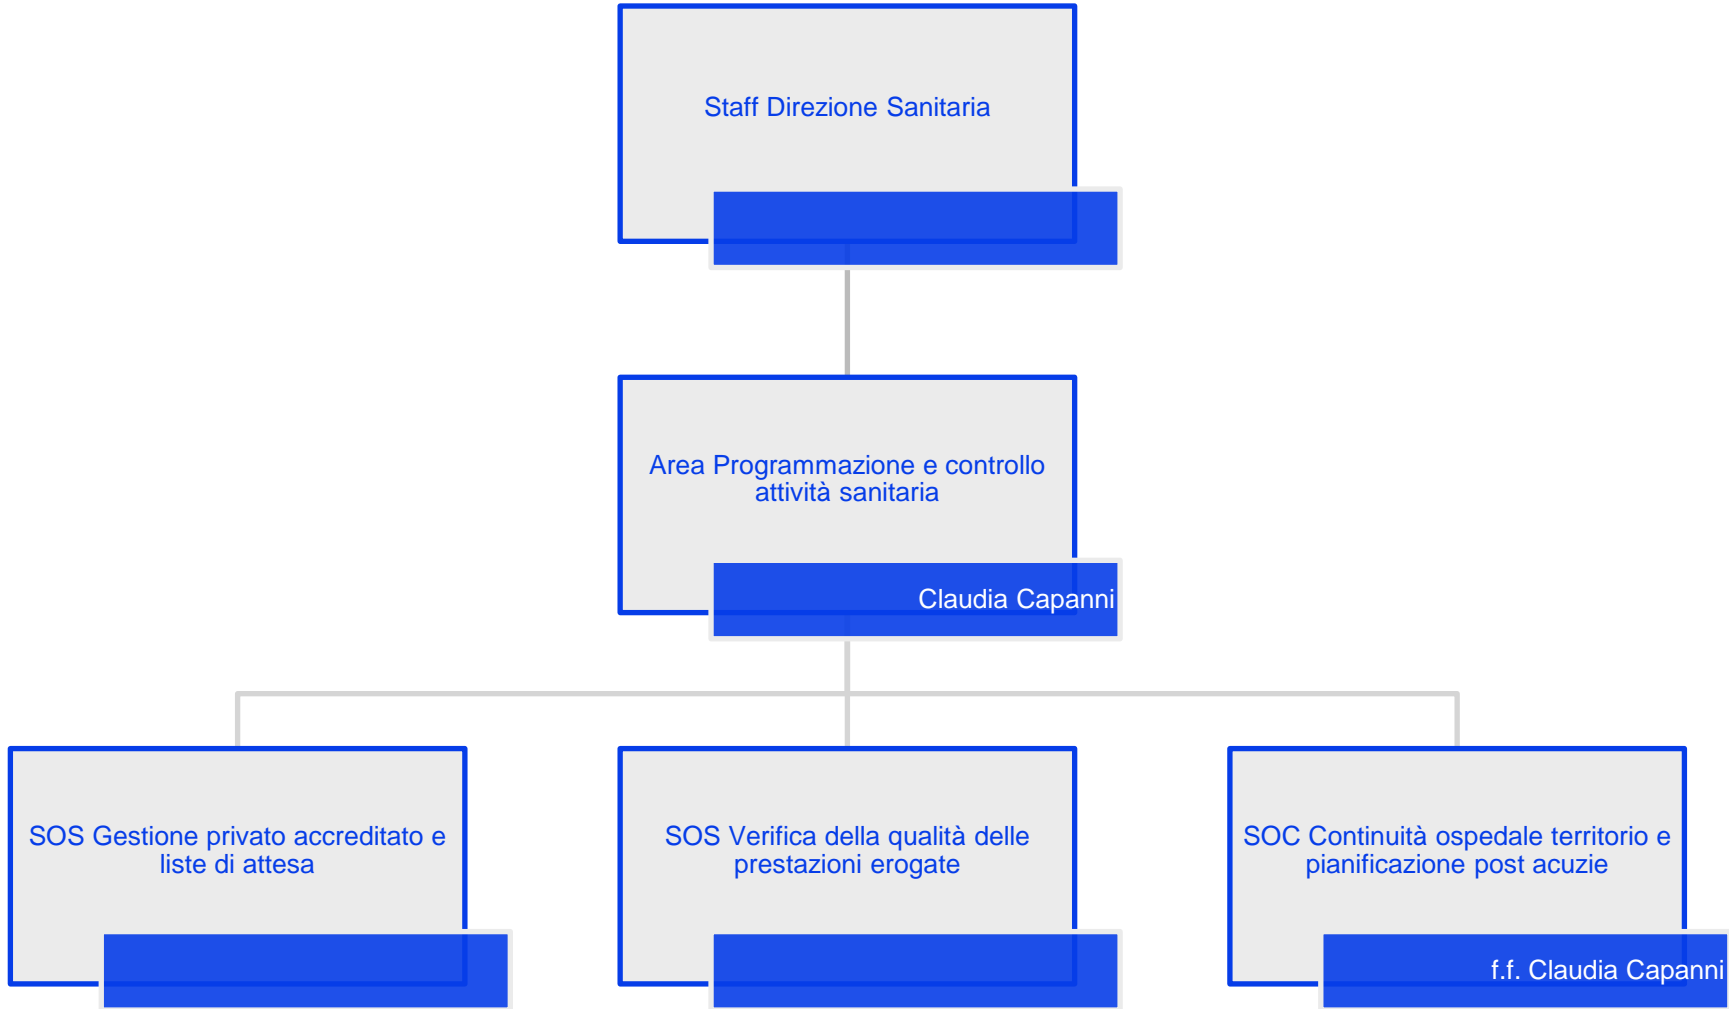 Staff Direzione Sanitaria
Area Programmazione e controllo
attività sanitaria
Claudia Capanni
SOS Gestione privato accreditato e
liste di attesa
SOS Verifica della qualità delle
prestazioni erogate
SOC Continuità ospedale territorio e
pianificazione post acuzie
f.f. Claudia Capanni